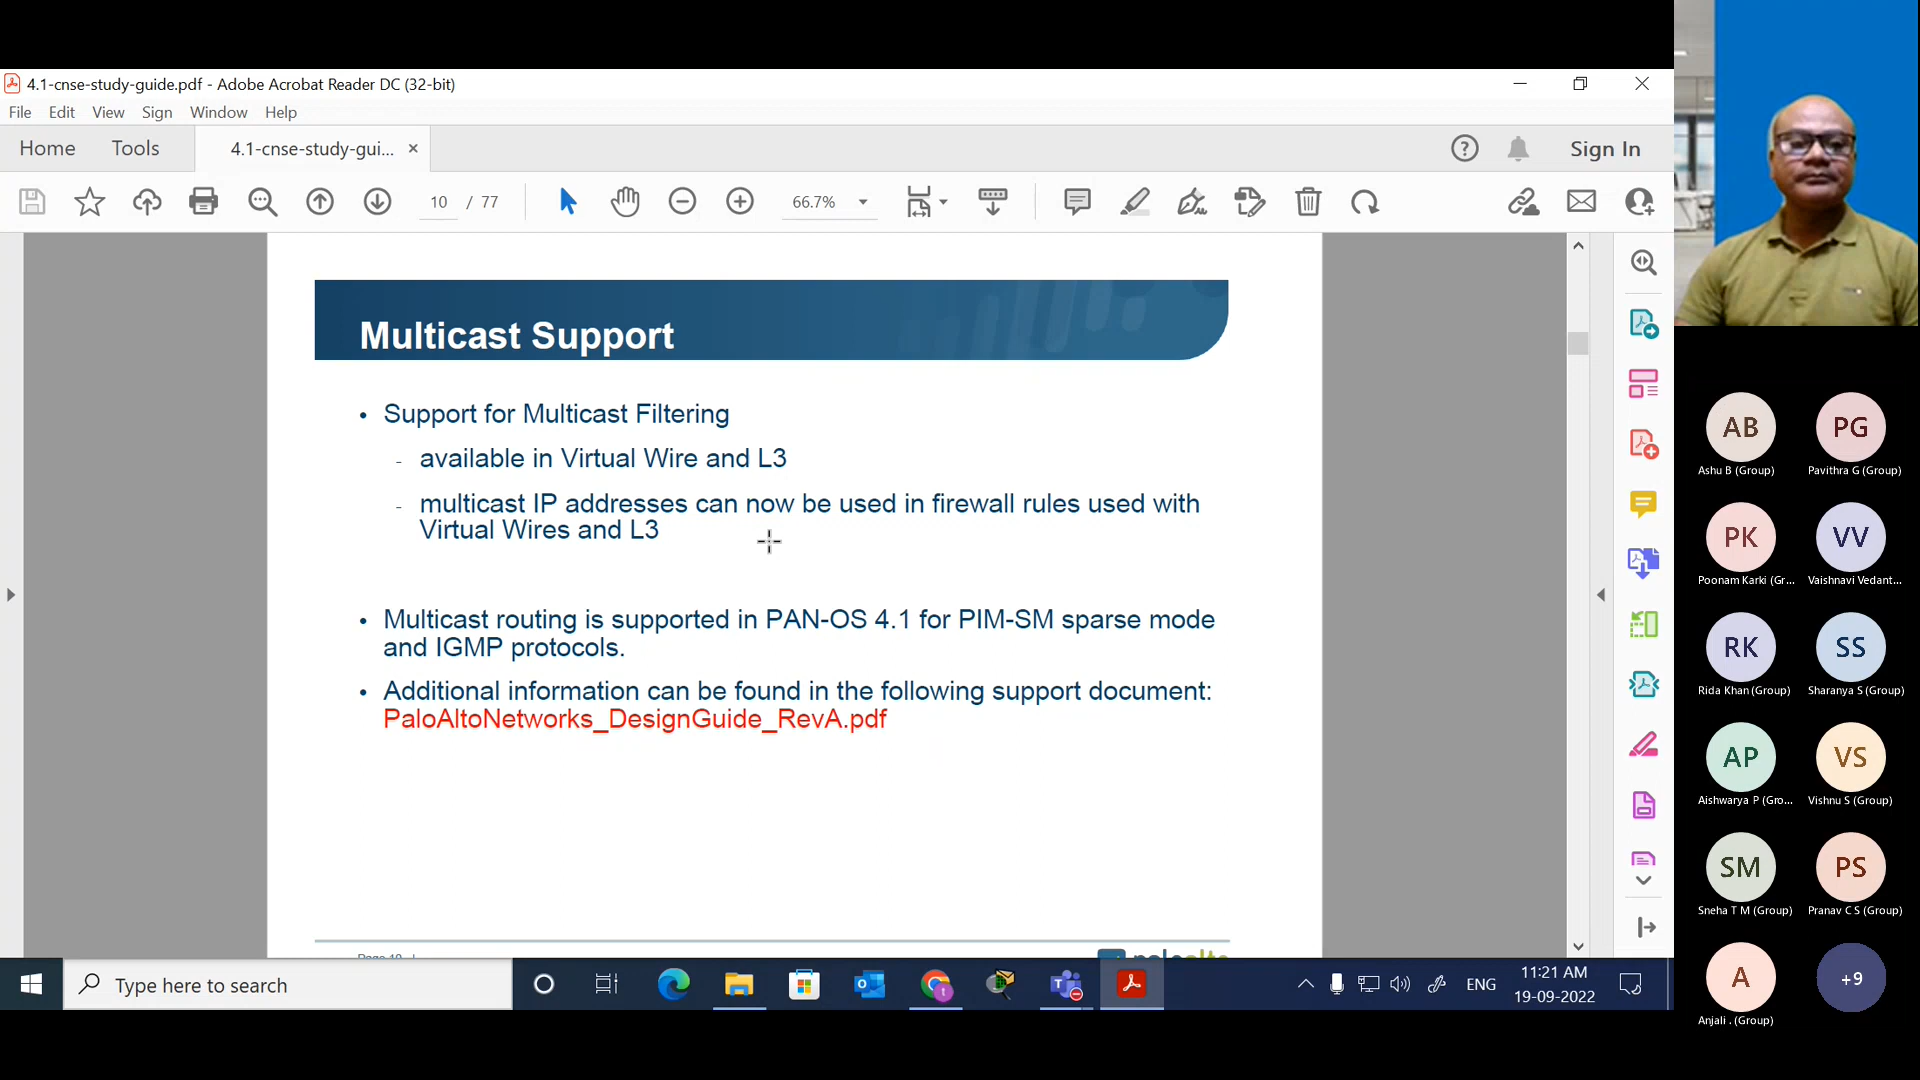 4.1-cnse-study-guide.pdf - Adobe Acrobat Reader DC (32-bit)
File Edit View Sign Window Help
Home Tools 4.1-cnse-study-gui... × Sign In
10 / 77 66.7%
Multicast Support
• Support for Multicast Filtering
- available in Virtual Wire and L3
- multicast IP addresses can now be used in firewall rules used with
Virtual Wires and L3
• Multicast routing is supported in PAN-OS 4.1 for PIM-SM sparse mode
and IGMP protocols.
• Additional information can be found in the following support document:
PaloAltoNetworks_DesignGuide_RevA.pdf
Type here to search
ENG
11:21 AM
19-09-2022
AB PG
Ashu B (Group) Pavithra G (Group)
PK VV
Poonam Karki (Gr... Vaishnavi Vedant...
RK SS
Rida Khan (Group) Sharanya S (Group)
AP VS
Aishwarya P (Gro... Vishnu S (Group)
SM PS
Sneha T M (Group) Pranav C S (Group)
A +9
Anjali . (Group)